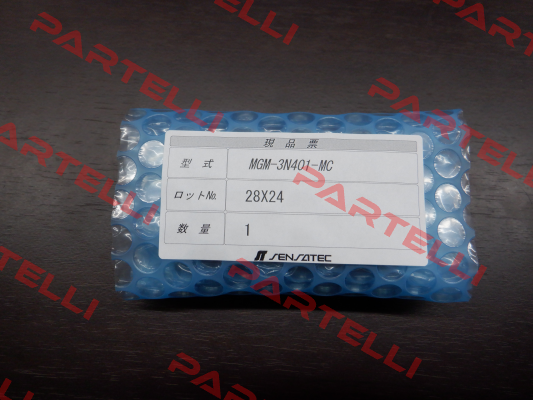 現品票
型式 MGM-3N401-MC
ロットNo. 28X24
数量 1
SENSATEC
PARTELLI
PARTELLI
PARTELLI
PARTELLI
PARTELLI
PARTELLI